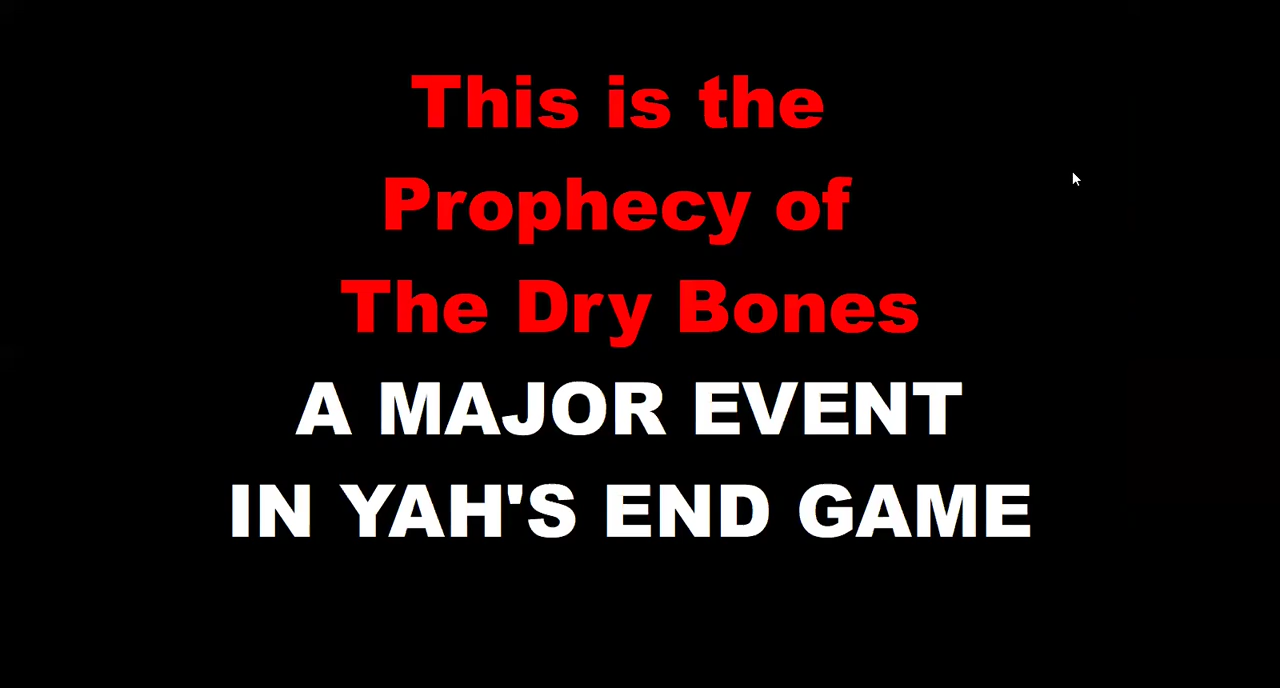 This is the
Prophecy of
The Dry Bones
A MAJOR EVENT
IN YAH'S END GAME